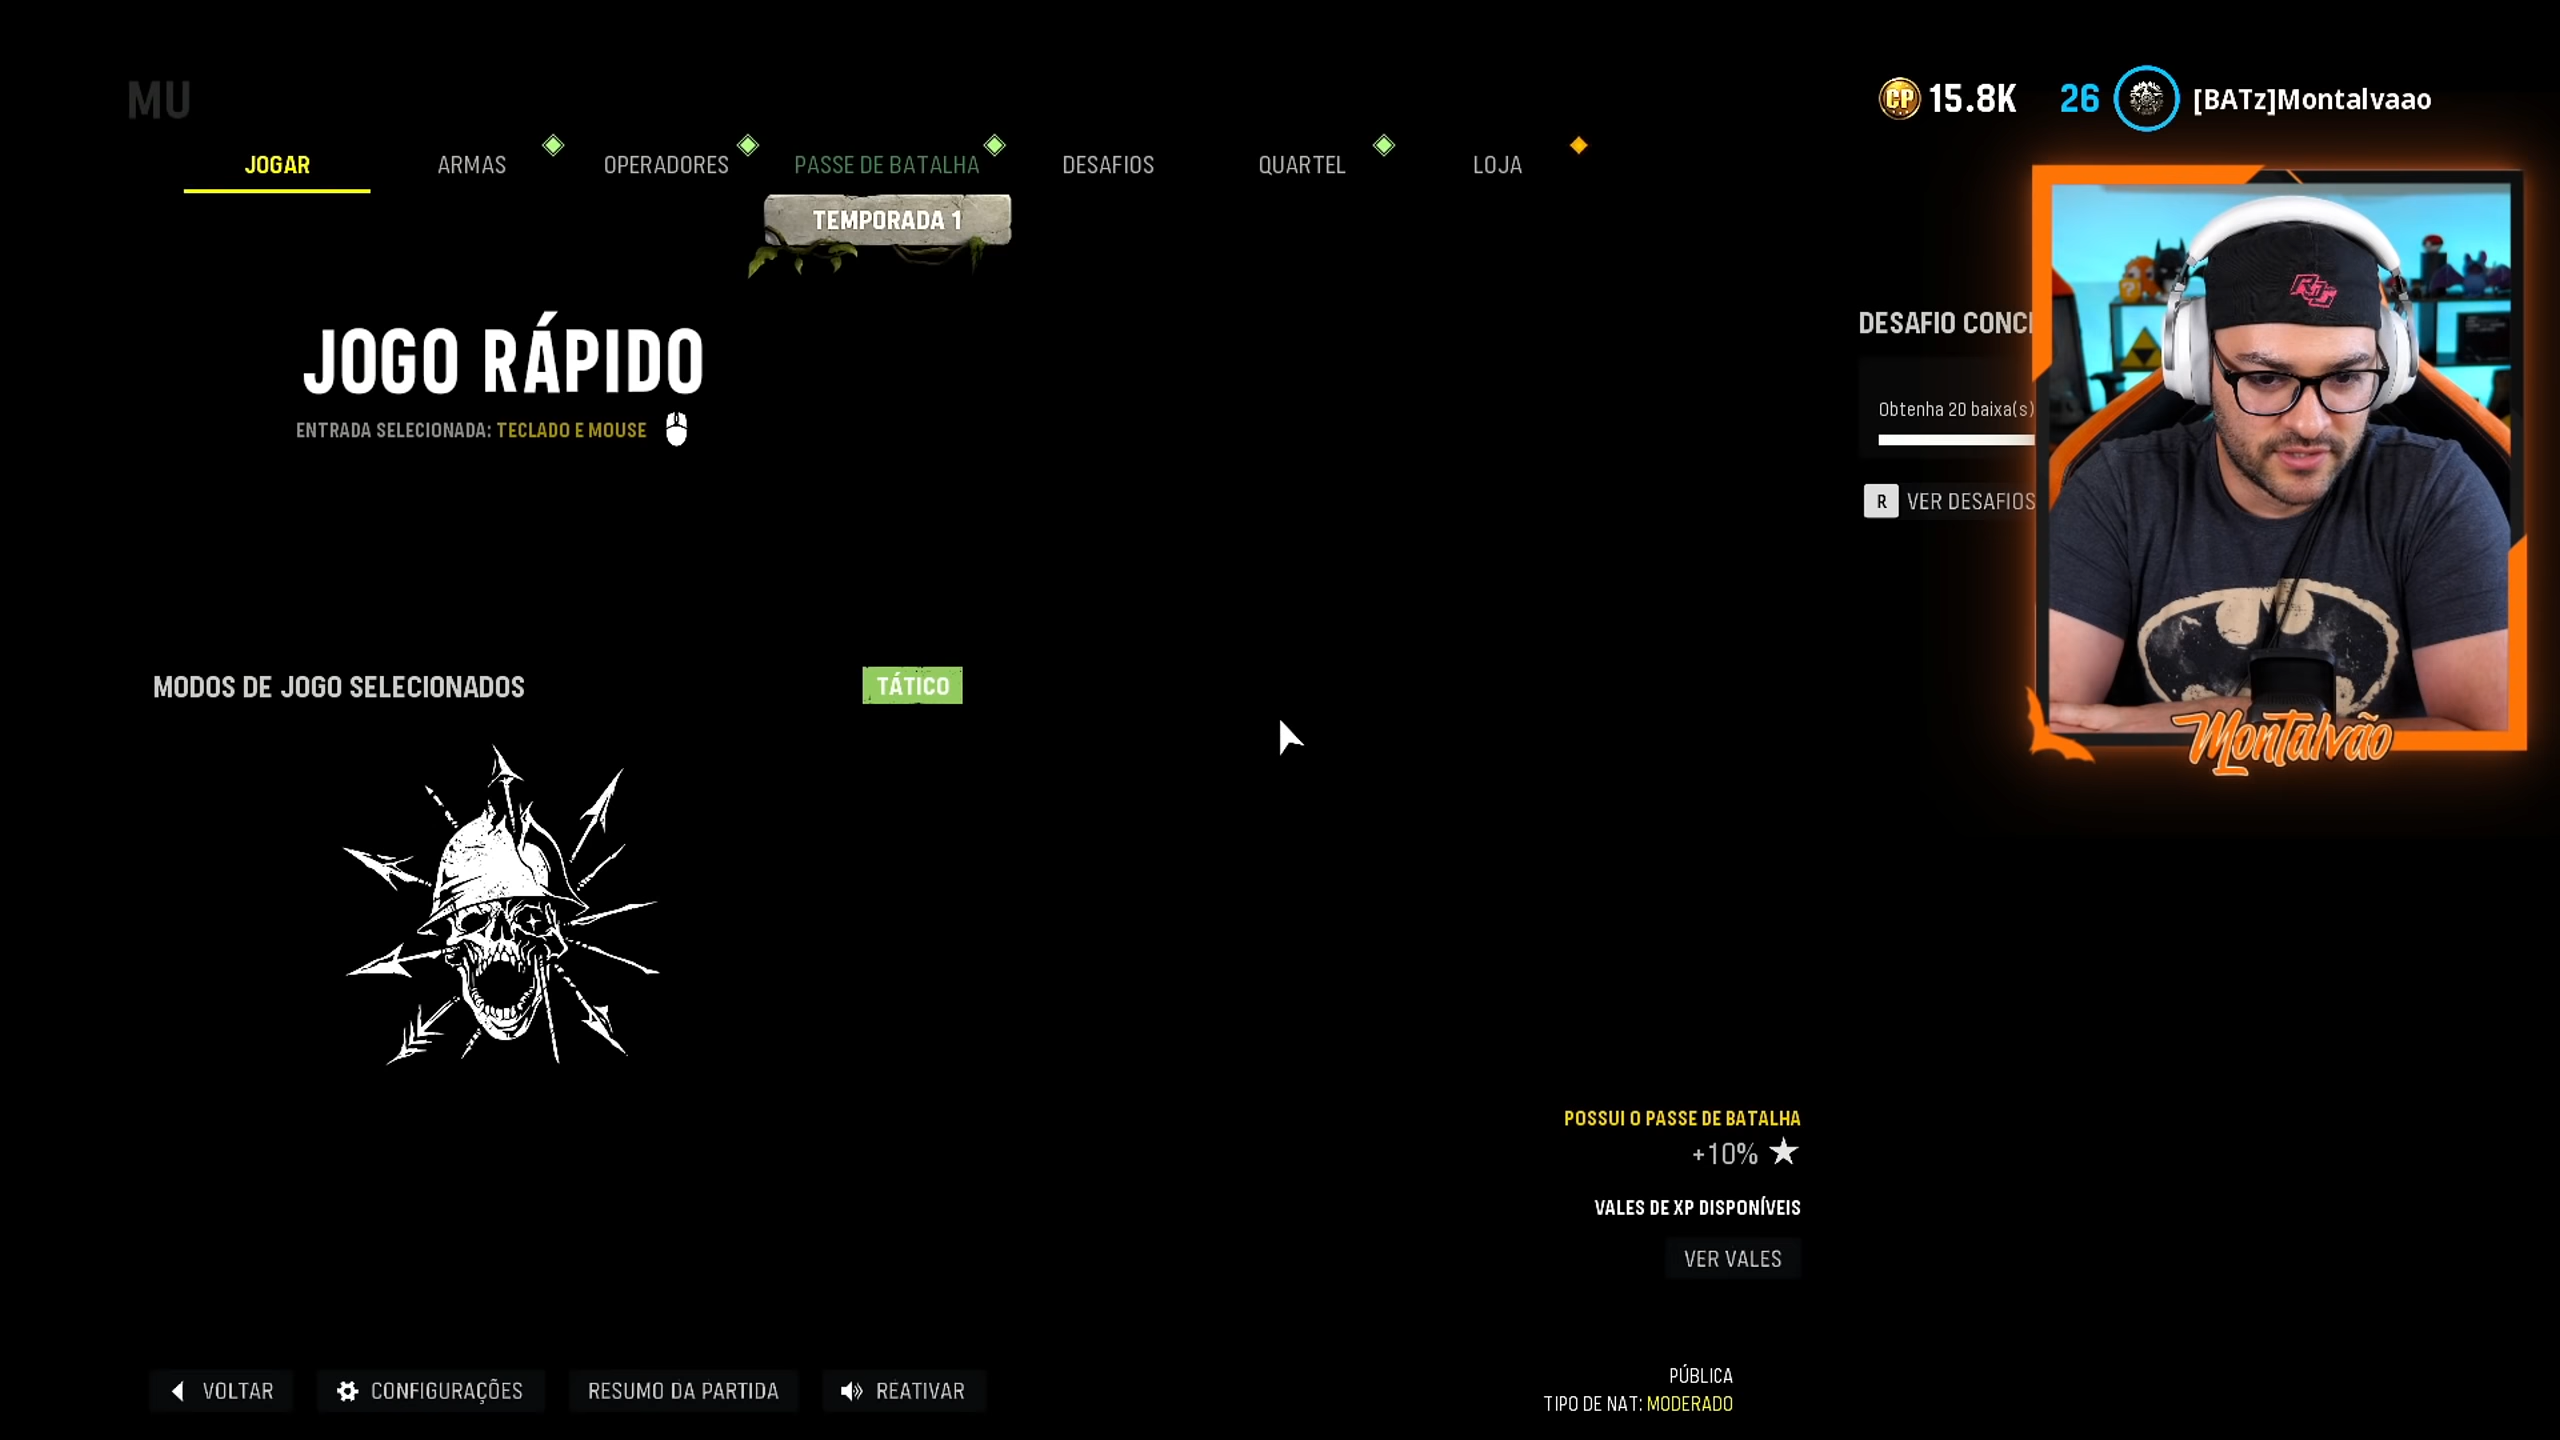 MU
CP 15.8K 26 [BATz]Montalvaao
JOGAR ARMAS OPERADORES PASSE DE BATALHA DESAFIOS QUARTEL LOJA
TEMPORADA 1
JOGO RÁPIDO
ENTRADA SELECIONADA: TECLADO E MOUSE
DESAFIO CONCL
Obtenha 20 baixa(s)
R VER DESAFIOS
MODOS DE JOGO SELECIONADOS
TÁTICO
Montalvão
POSSUI O PASSE DE BATALHA
+10%
VALES DE XP DISPONÍVEIS
VER VALES
VOLTAR CONFIGURAÇÕES RESUMO DA PARTIDA REATIVAR
PÚBLICA
TIPO DE NAT: MODERADO